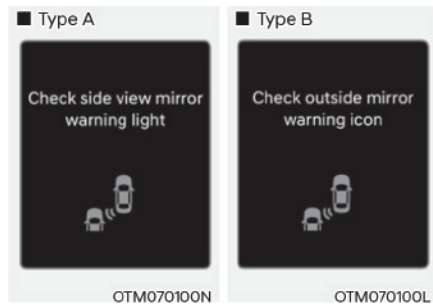 ■ Type A
Check side view mirror
warning light
OTM070100N
■ Type B
Check outside mirror
warning icon
OTM070100L